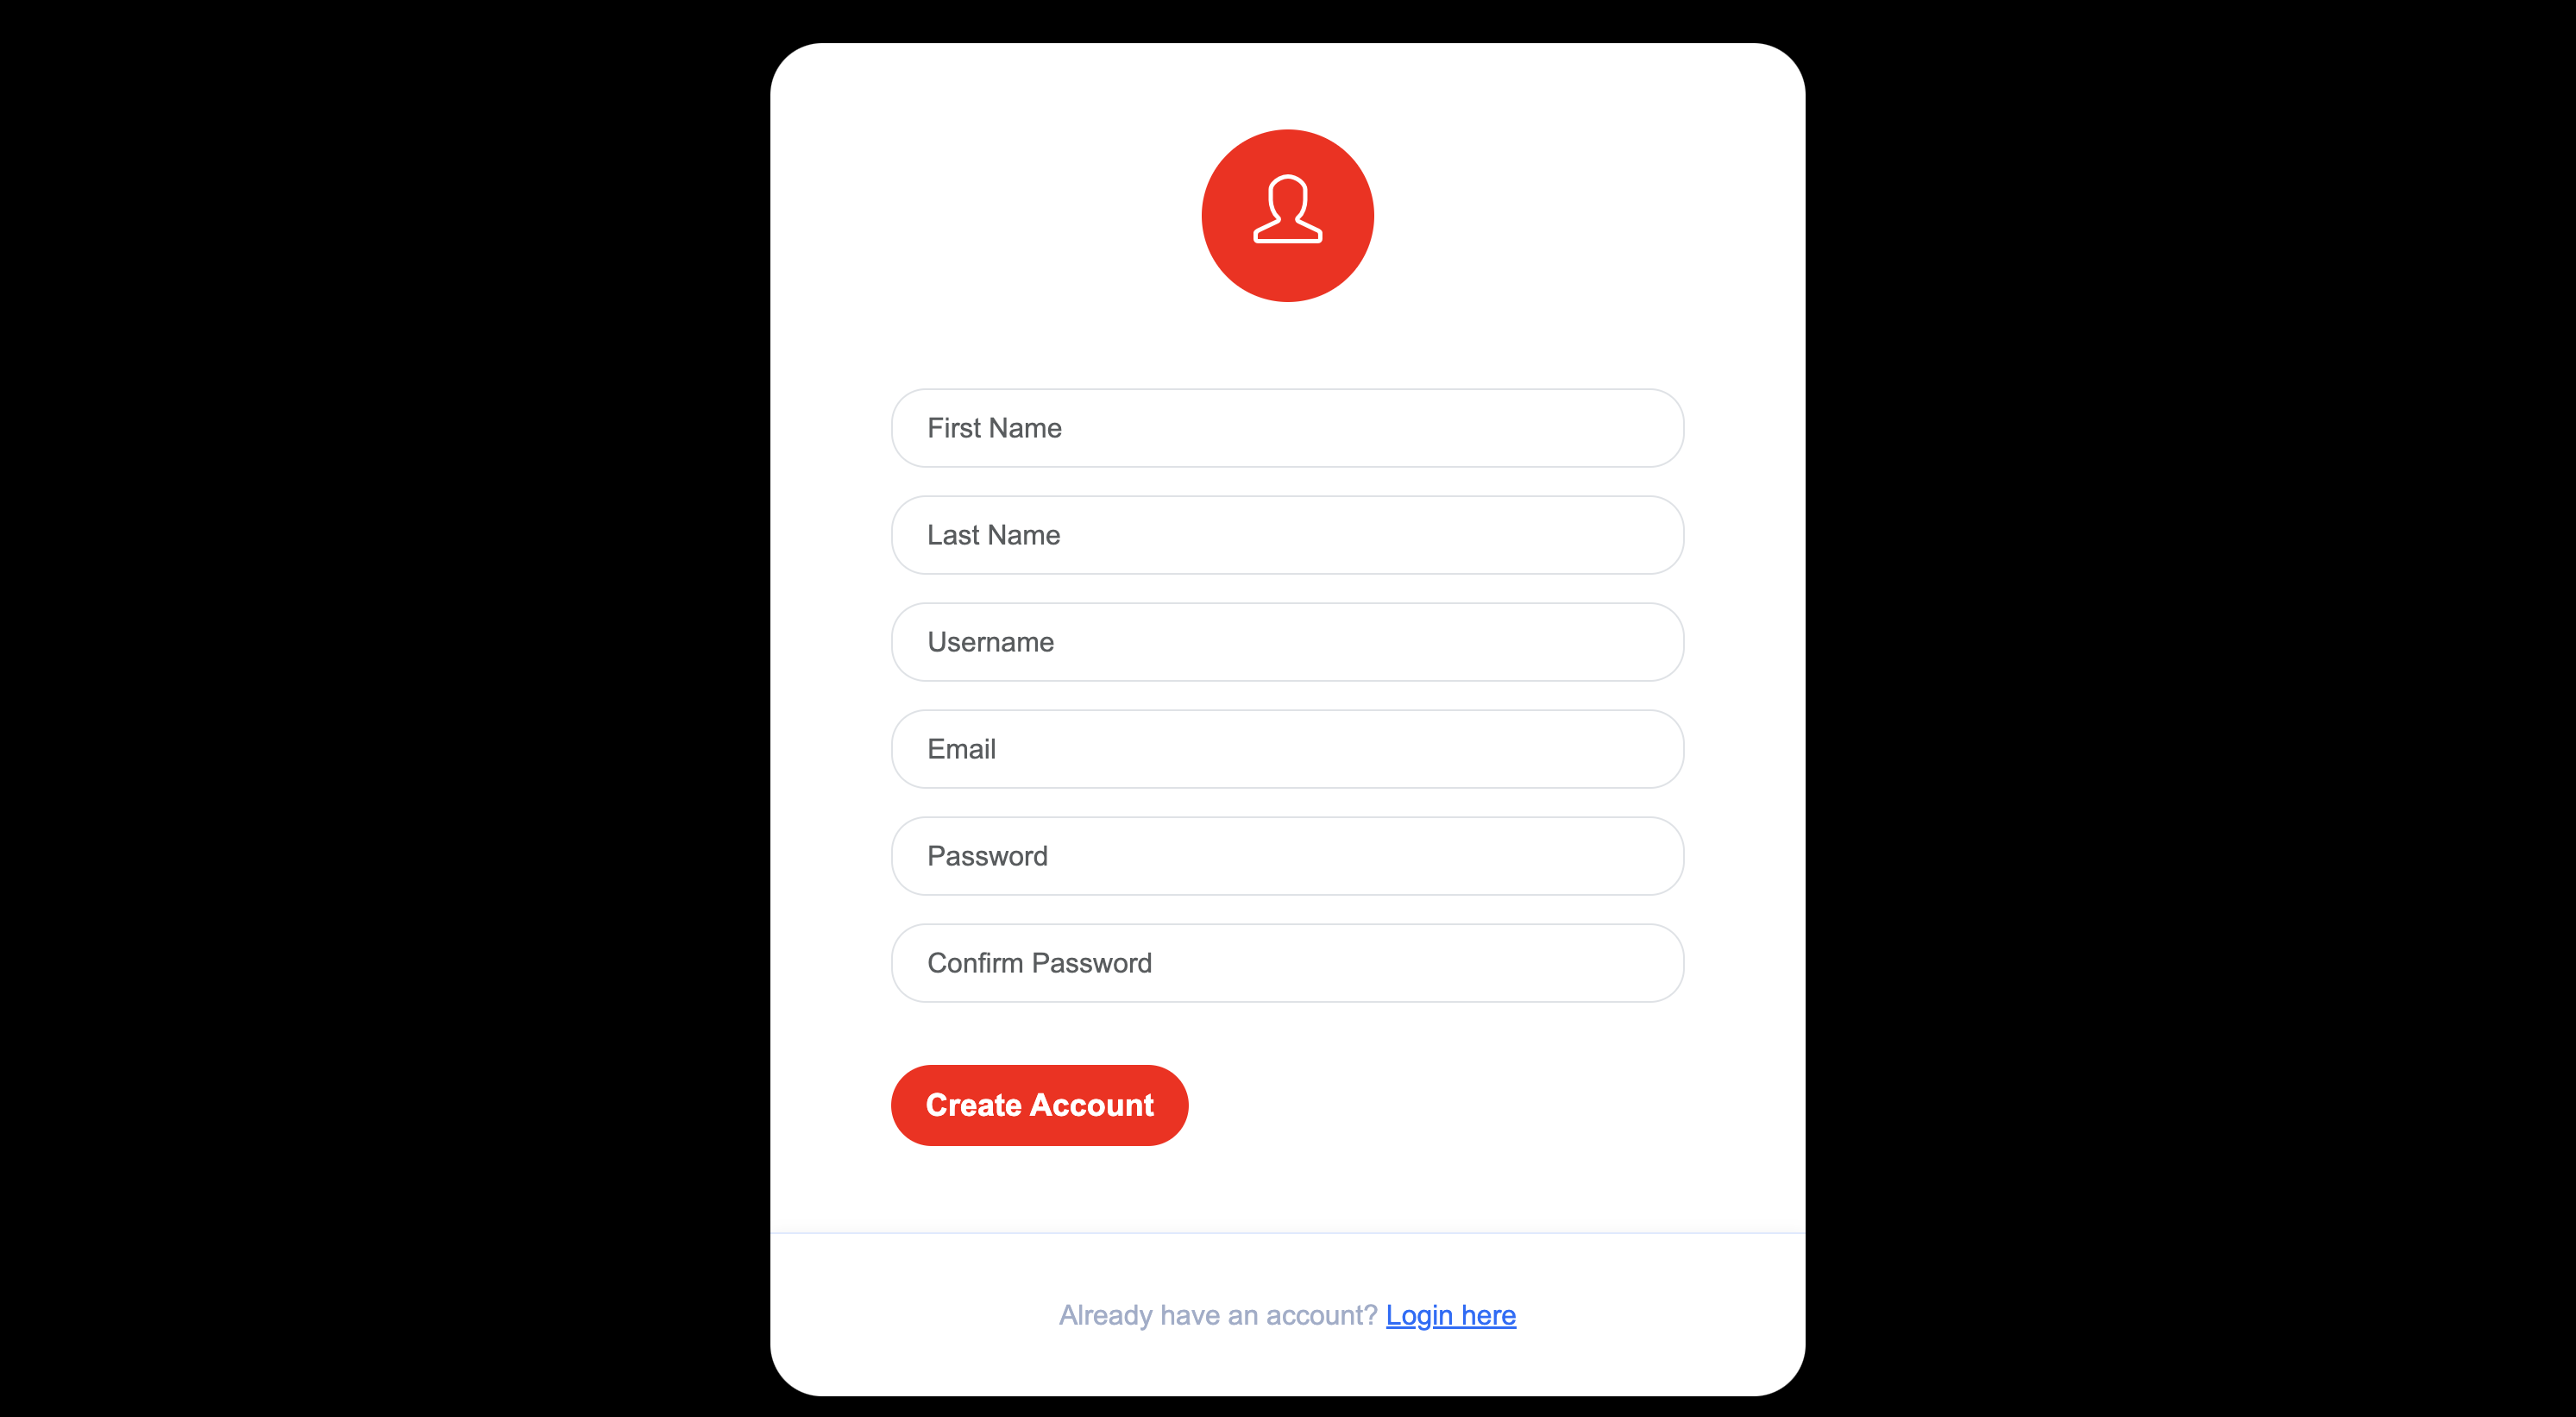 First Name
Last Name
Username
Email
Password
Confirm Password
Create Account
Already have an account? Login here